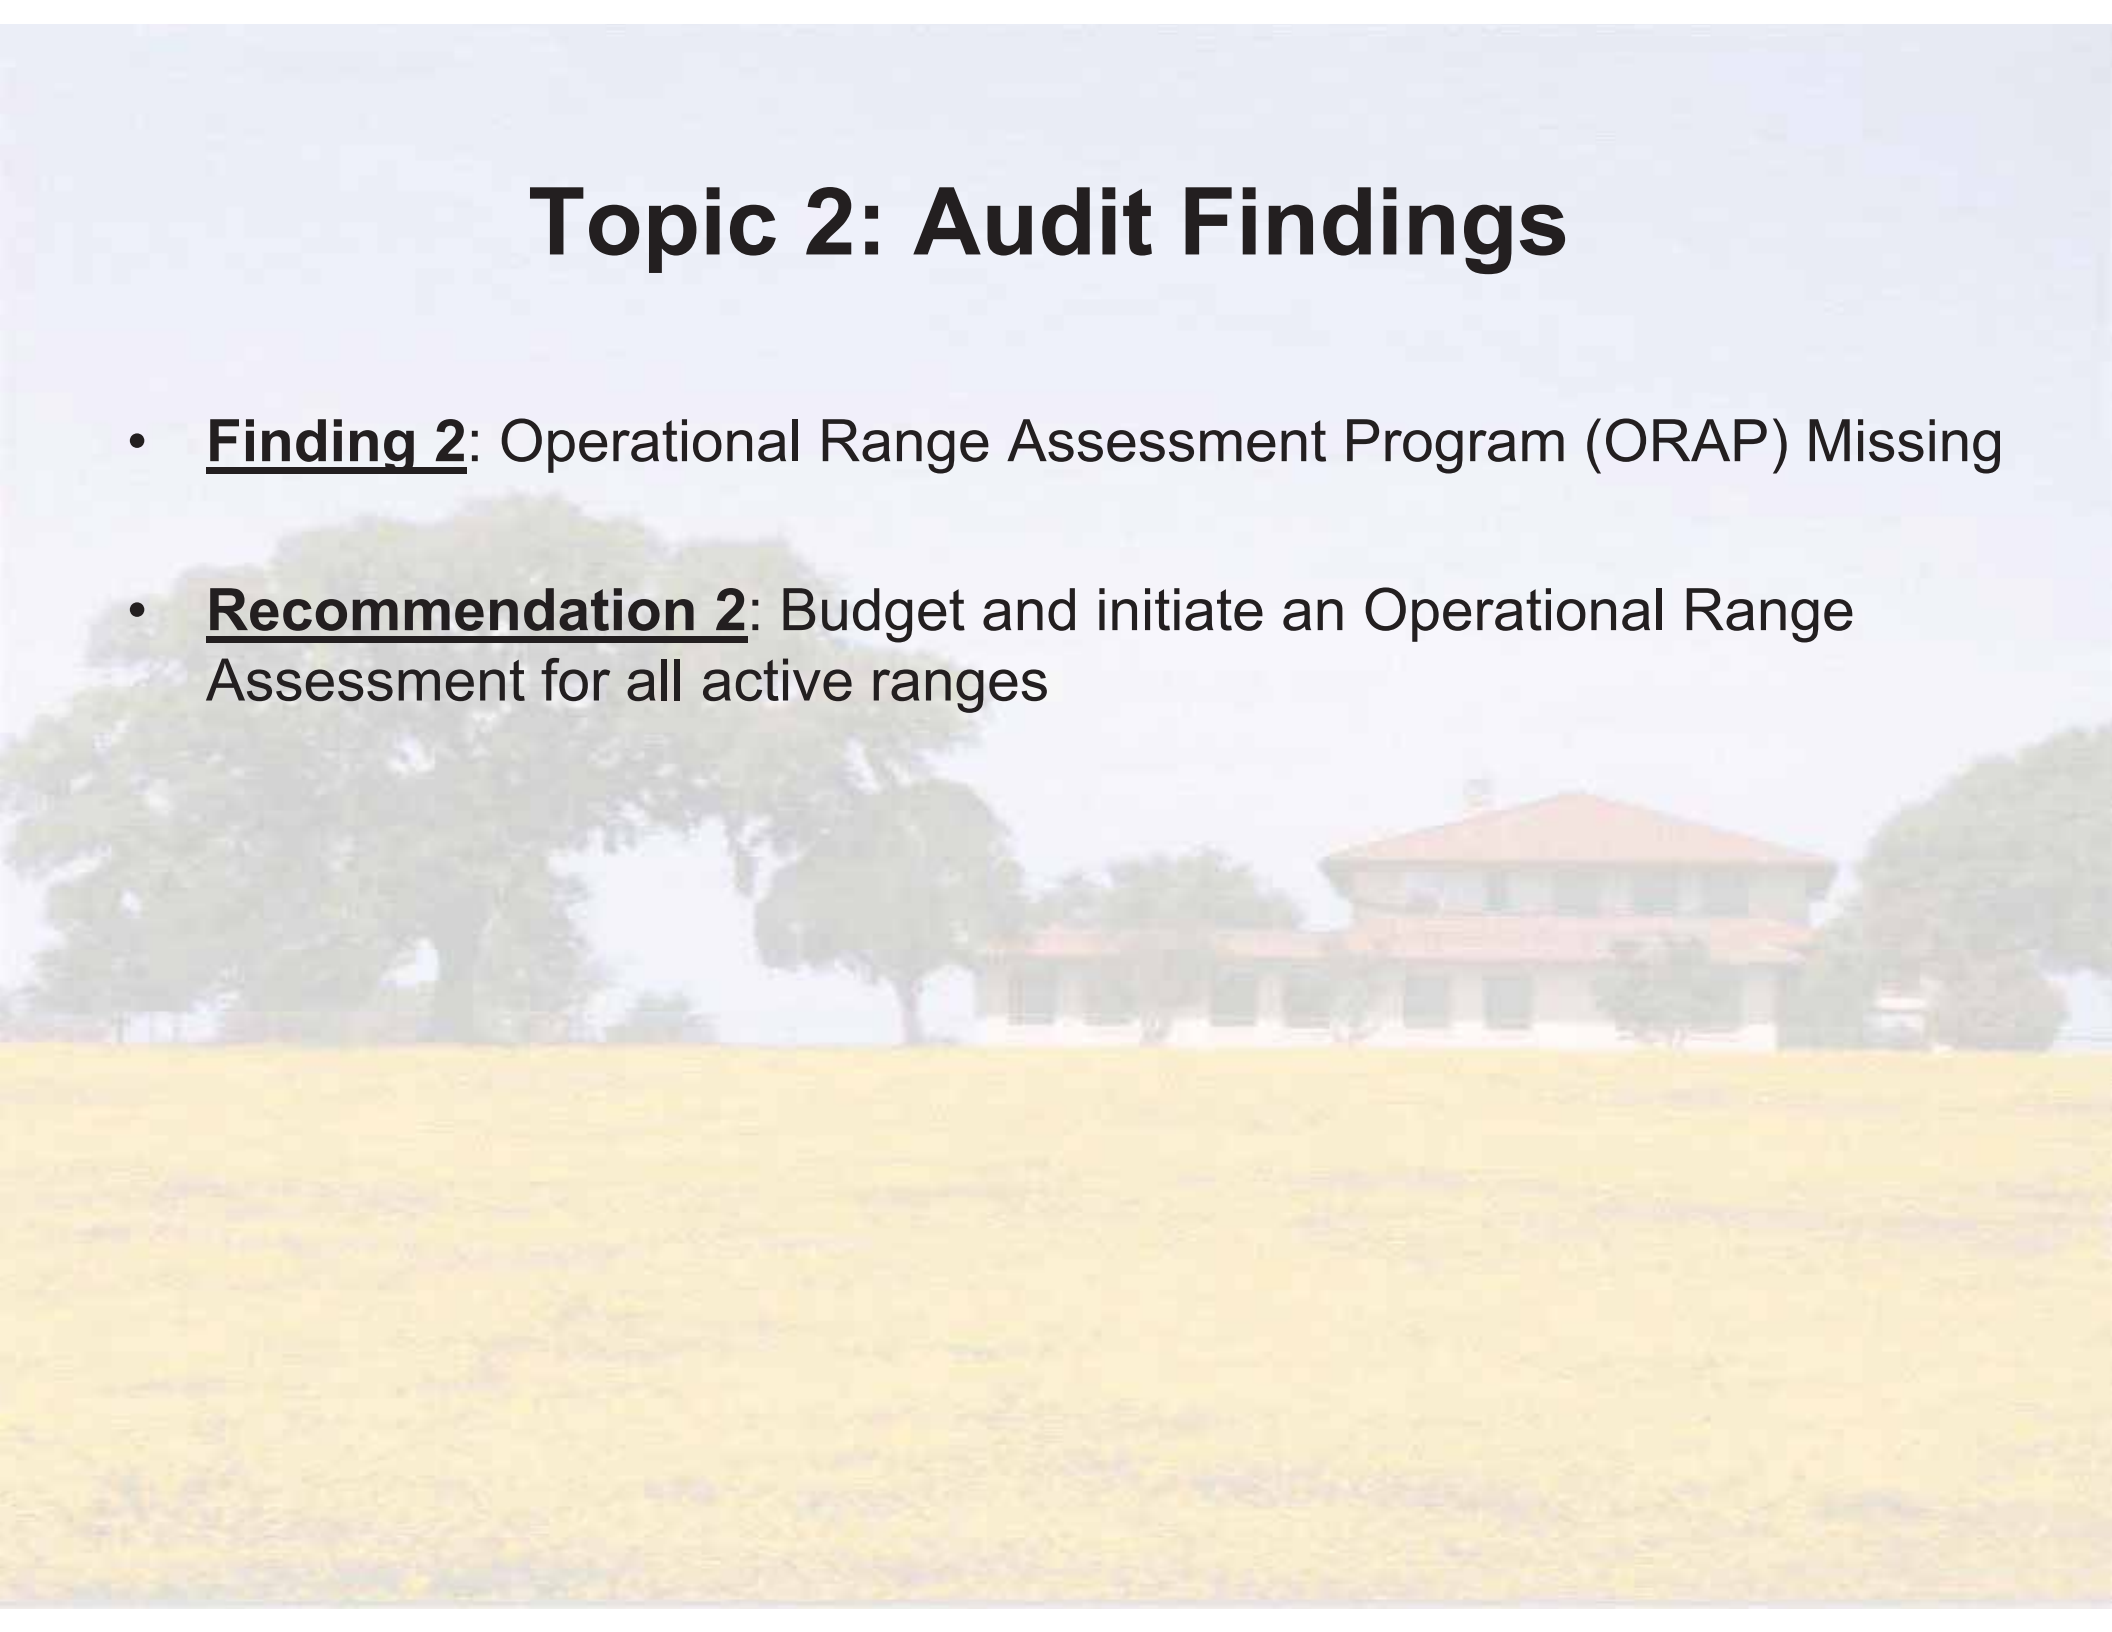 Topic 2: Audit Findings
• Finding 2: Operational Range Assessment Program (ORAP) Missing
• Recommendation 2: Budget and initiate an Operational Range
Assessment for all active ranges